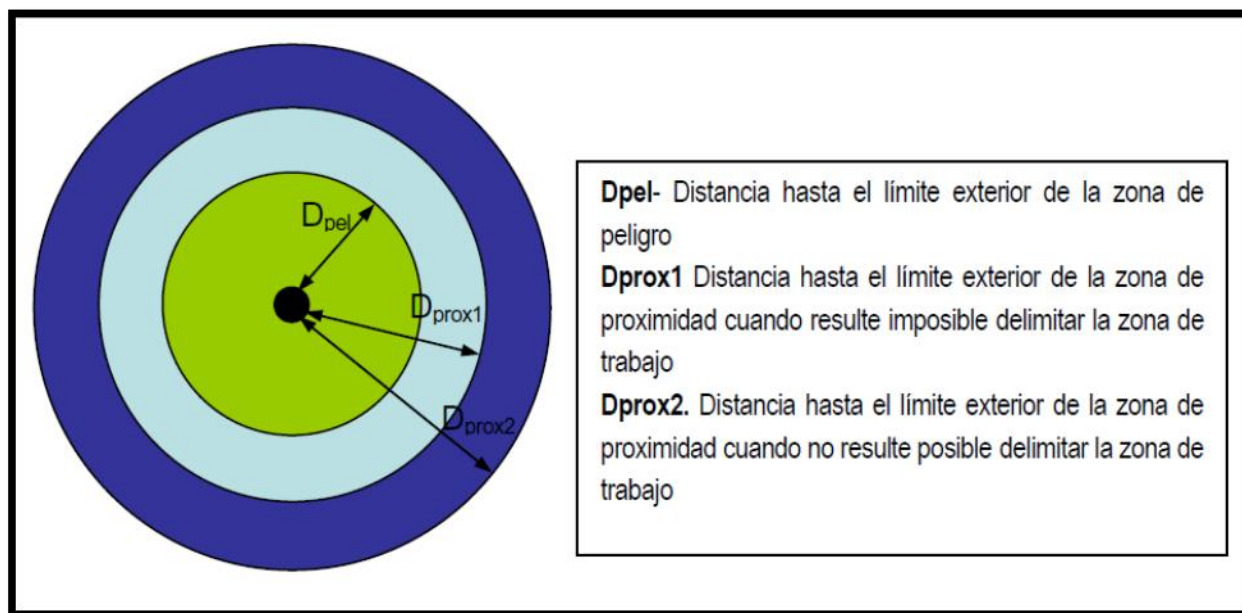 Dpel
Dprox1
Dprox2
Dpel- Distancia hasta el límite exterior de la zona de
peligro
Dprox1 Distancia hasta el límite exterior de la zona de
proximidad cuando resulte imposible delimitar la zona de
trabajo
Dprox2. Distancia hasta el límite exterior de la zona de
proximidad cuando no resulte posible delimitar la zona de
trabajo